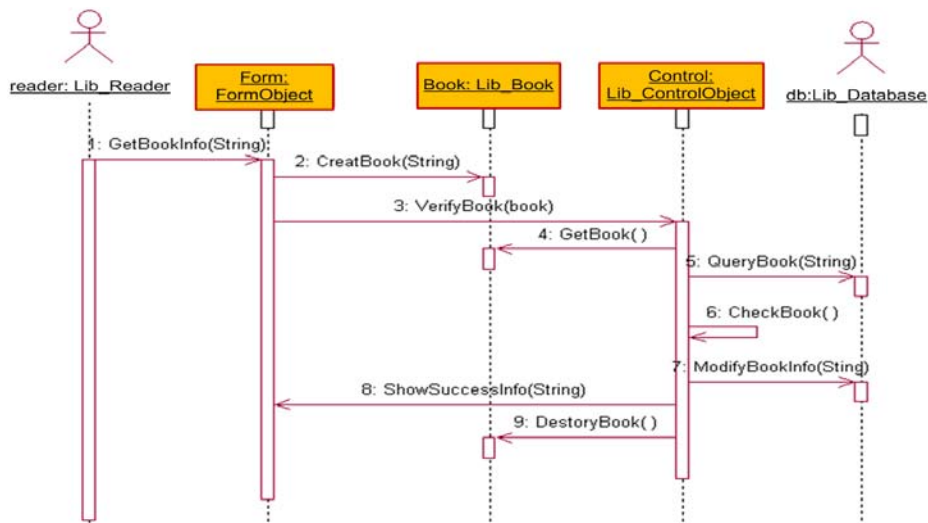 reader: Lib_Reader
Form:
FormObject
Book: Lib_Book
Control:
Lib_ControlObject
db:Lib_Database
1: GetBookInfo(String)
2: CreatBook(String)
3: VerifyBook(book)
4: GetBook( )
5: QueryBook(String)
6: CheckBook( )
7: ModifyBookInfo(Sting)
8: ShowSuccessInfo(String)
9: DestoryBook( )